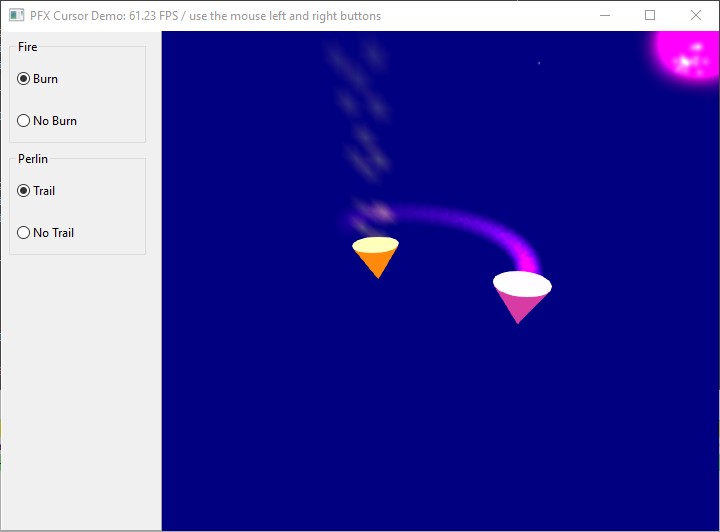 PFX Cursor Demo: 61.23 FPS / use the mouse left and right buttons
Fire
Burn
No Burn
Perlin
Trail
No Trail